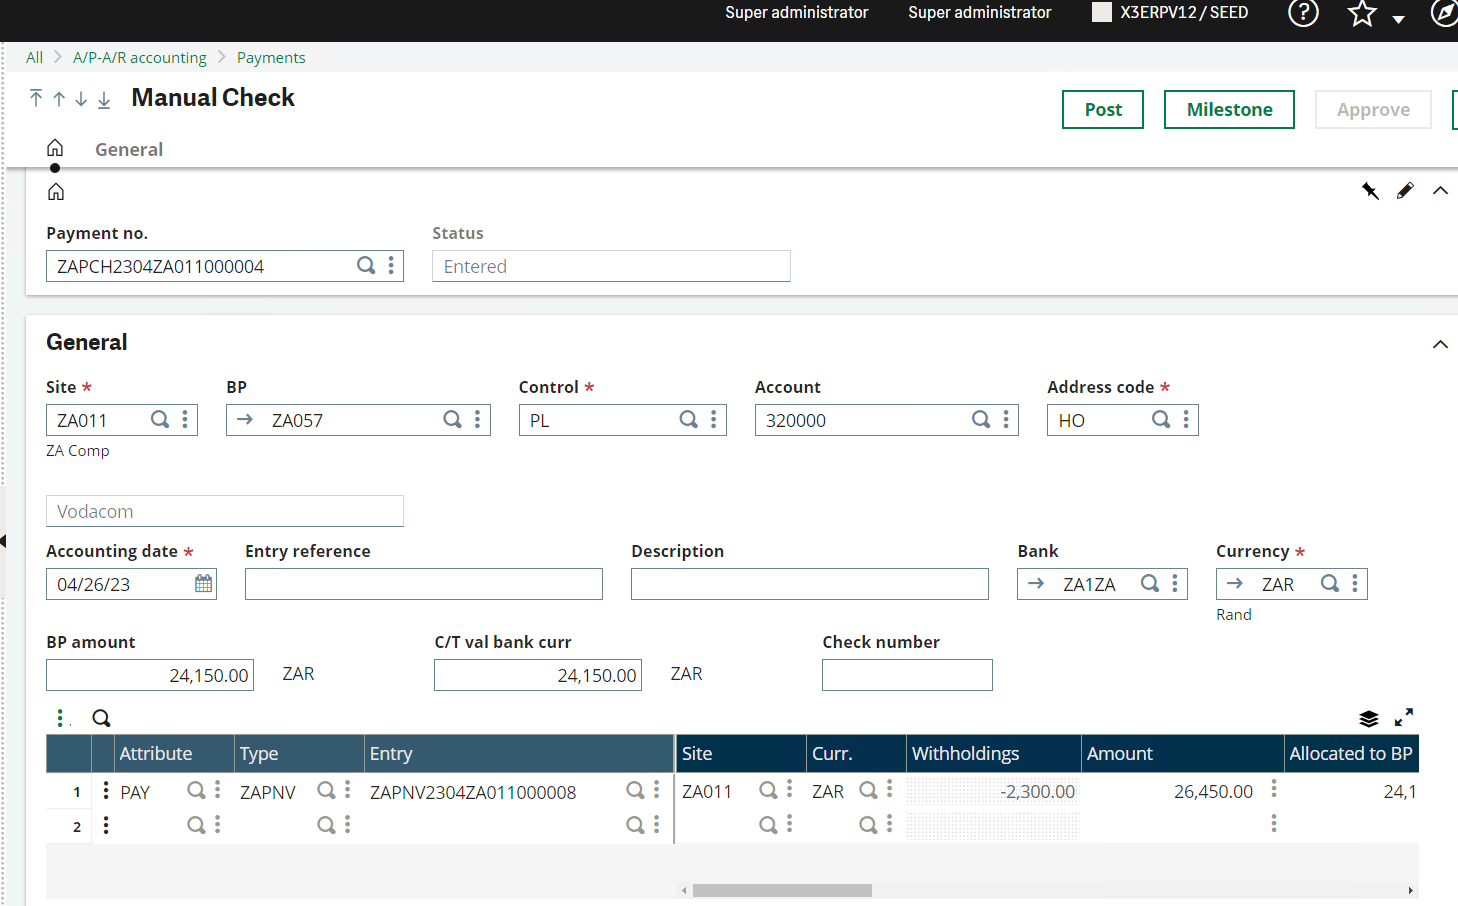 Super administrator Super administrator X3ERPV12 / SEED ?
All A/P-A/R accounting Payments
Manual Check
Post Milestone Approve
General
Payment no. Status
ZAPCH2304ZA011000004 Entered
General
Site * BP Control * Account Address code *
ZA011 ZA057 PL 320000 HO
ZA Comp
Vodacom
Accounting date * Entry reference Description Bank Currency *
04/26/23 ZA1ZA ZAR
Rand
BP amount C/T val bank curr Check number
24,150.00 ZAR 24,150.00 ZAR
Attribute Type Entry Site Curr. Withholdings Amount Allocated to BP
1 PAY ZAPNV ZAPNV2304ZA011000008 ZA011 ZAR -2,300.00 26,450.00 24,1
2